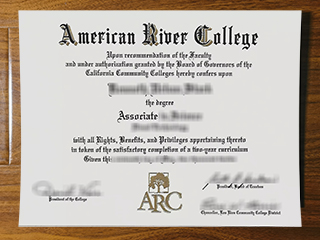 American River College
Upon recommendation of the Faculty
and under authorization granted by the Board of Governors of the
California Community Colleges hereby confers upon
the degree
Associate
with all Rights, Benefits, and Privileges appertaining thereto
in token of the satisfactory completion of a two-year curriculum
Given this
President of the College
President, Board of Trustees
ARC
Chancellor, Los Rios Community College District